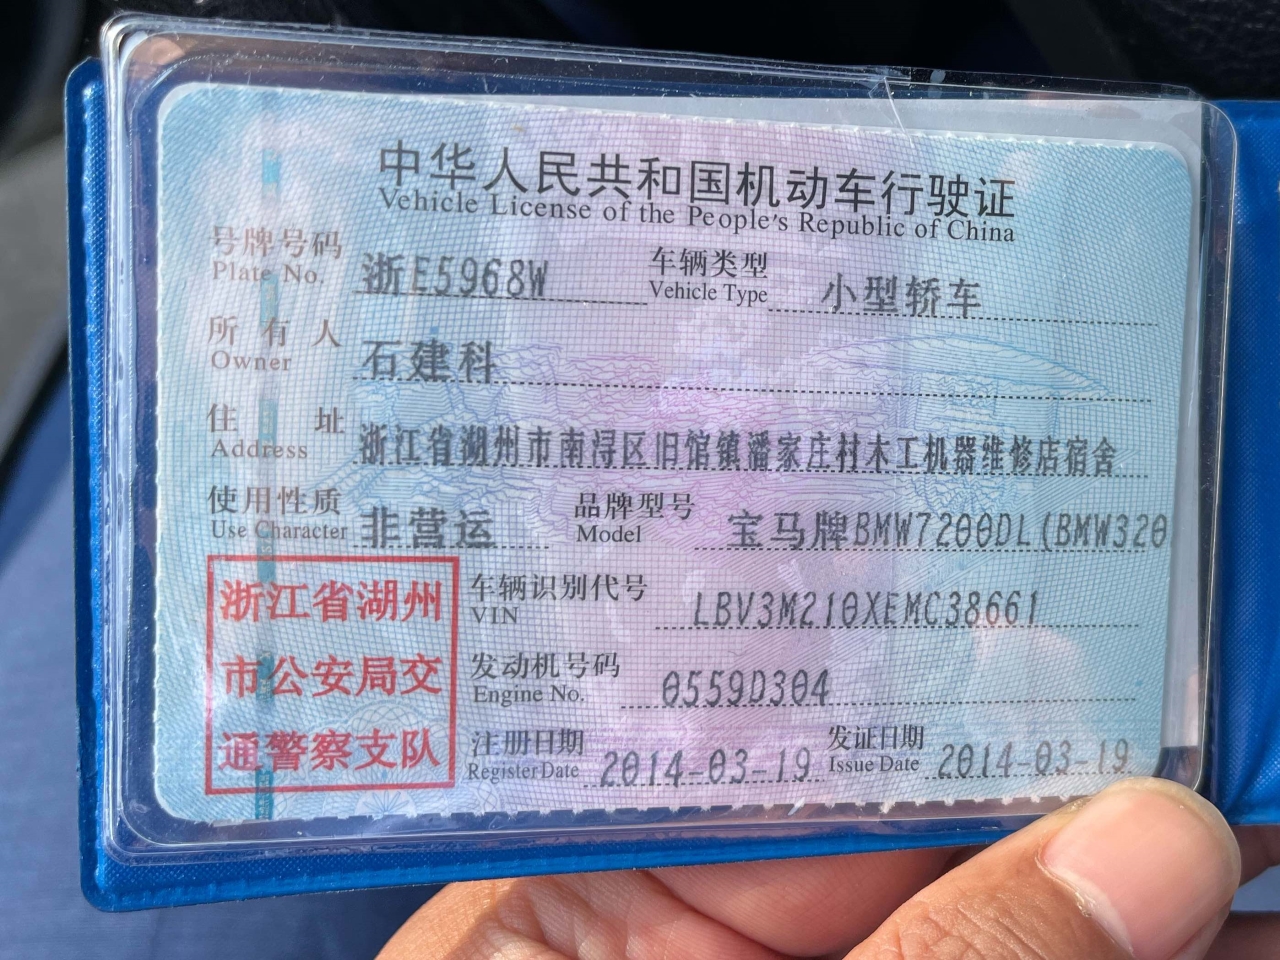 中华人民共和国机动车行驶证
Vehicle License of the People's Republic of China
号牌号码 浙E5968W 车辆类型 小型轿车
Plate No. Vehicle Type
所有人 石建科
Owner
住址 浙江省湖州市南浔区旧馆镇潘家庄村木工机器维修店宿舍
Address
使用性质 非营运 品牌型号 宝马牌BMW7200DL(BMW320
Use Character Model
浙江省湖州
市公安局交
通警察支队
车辆识别代号 LBV3M210XEMC38661
VIN
发动机号码 0559D304
Engine No.
注册日期 2014-03-19 发证日期 2014-03-19
Register Date Issue Date